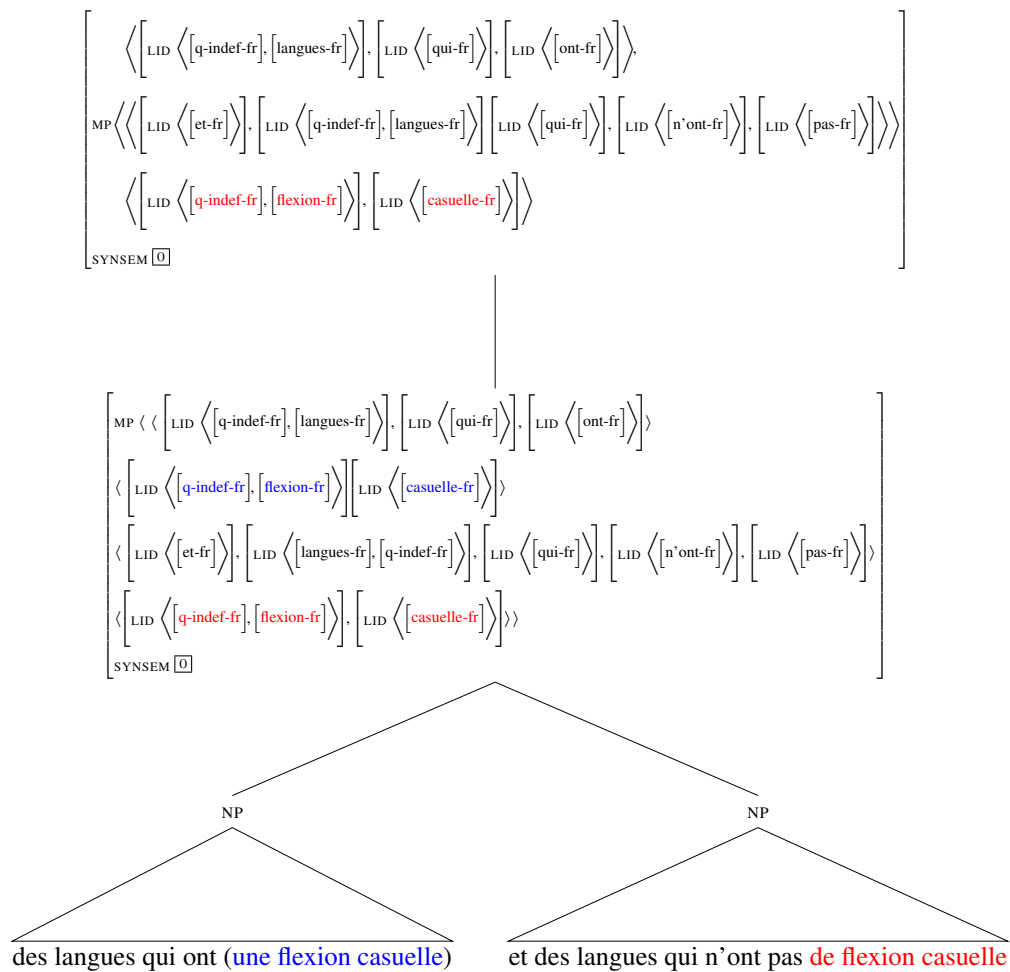 ⟨[LID ⟨[q-indef-fr], [langues-fr]⟩], [LID ⟨[qui-fr]⟩], [LID ⟨[ont-fr]⟩]⟩,
MP ⟨⟨⟨[LID ⟨[et-fr]⟩], [LID ⟨[q-indef-fr], [langues-fr]⟩] [LID ⟨[qui-fr]⟩], [LID ⟨[n'ont-fr]⟩], [LID ⟨[pas-fr]⟩]⟩⟩⟩
⟨[LID ⟨[q-indef-fr], [flexion-fr]⟩], [LID ⟨[casuelle-fr]⟩]⟩
SYNSEM 0
MP ⟨ ⟨ [LID ⟨[q-indef-fr], [langues-fr]⟩], [LID ⟨[qui-fr]⟩], [LID ⟨[ont-fr]⟩]⟩
⟨ [LID ⟨[q-indef-fr], [flexion-fr]⟩] [LID ⟨[casuelle-fr]⟩]⟩
⟨ [LID ⟨[et-fr]⟩], [LID ⟨[langues-fr], [q-indef-fr]⟩], [LID ⟨[qui-fr]⟩], [LID ⟨[n'ont-fr]⟩], [LID ⟨[pas-fr]⟩]⟩
⟨[LID ⟨[q-indef-fr], [flexion-fr]⟩], [LID ⟨[casuelle-fr]⟩]⟩⟩
SYNSEM 0
NP NP
des langues qui ont (une flexion casuelle) et des langues qui n'ont pas de flexion casuelle